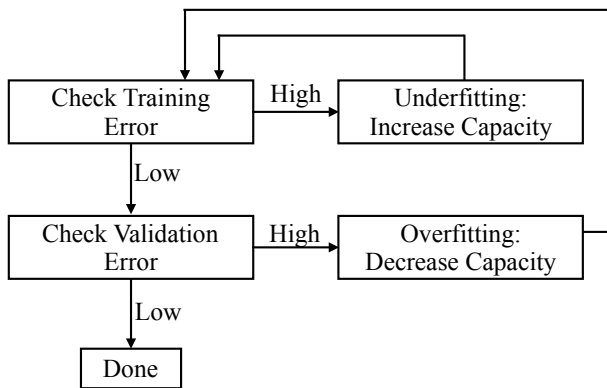 Check Training
Error
High
Underfitting:
Increase Capacity
Low
Check Validation
Error
High
Overfitting:
Decrease Capacity
Low
Done